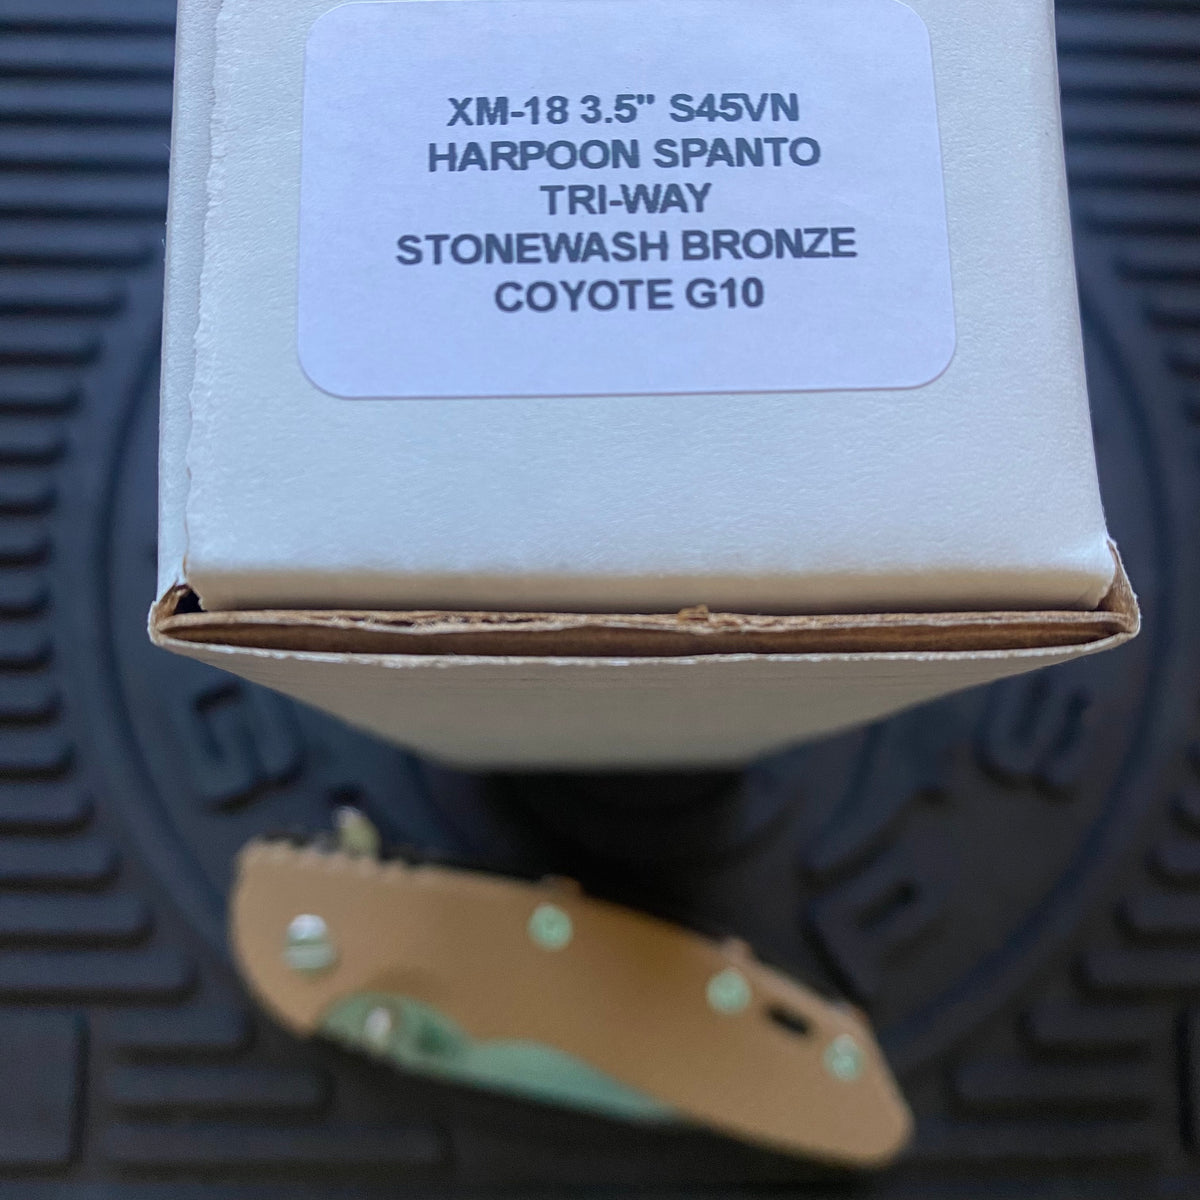 XM-18 3.5" S45VN
HARPOON SPANTO
TRI-WAY
STONEWASH BRONZE
COYOTE G10